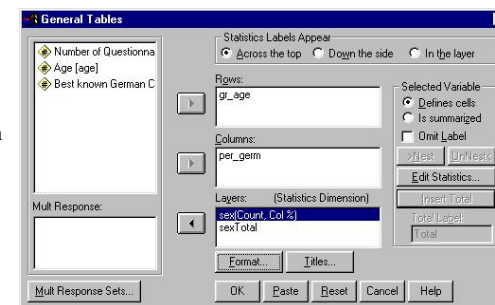 General Tables
Number of Questionna
Age [age]
Best known German C
Mult Response:
Mult Response Sets...
Statistics Labels Appear
Across the top Down the side In the layer
Rows:
gr_age
Columns:
per_germ
Layers: (Statistics Dimension)
sex(Count, Col %)
sexTotal
Format... Titles...
Selected Variable
Defines cells
Is summarized
Omit Label
>Nest UnNest<
Edit Statistics...
Insert Total
Total Label:
Total
OK Paste Reset Cancel Help